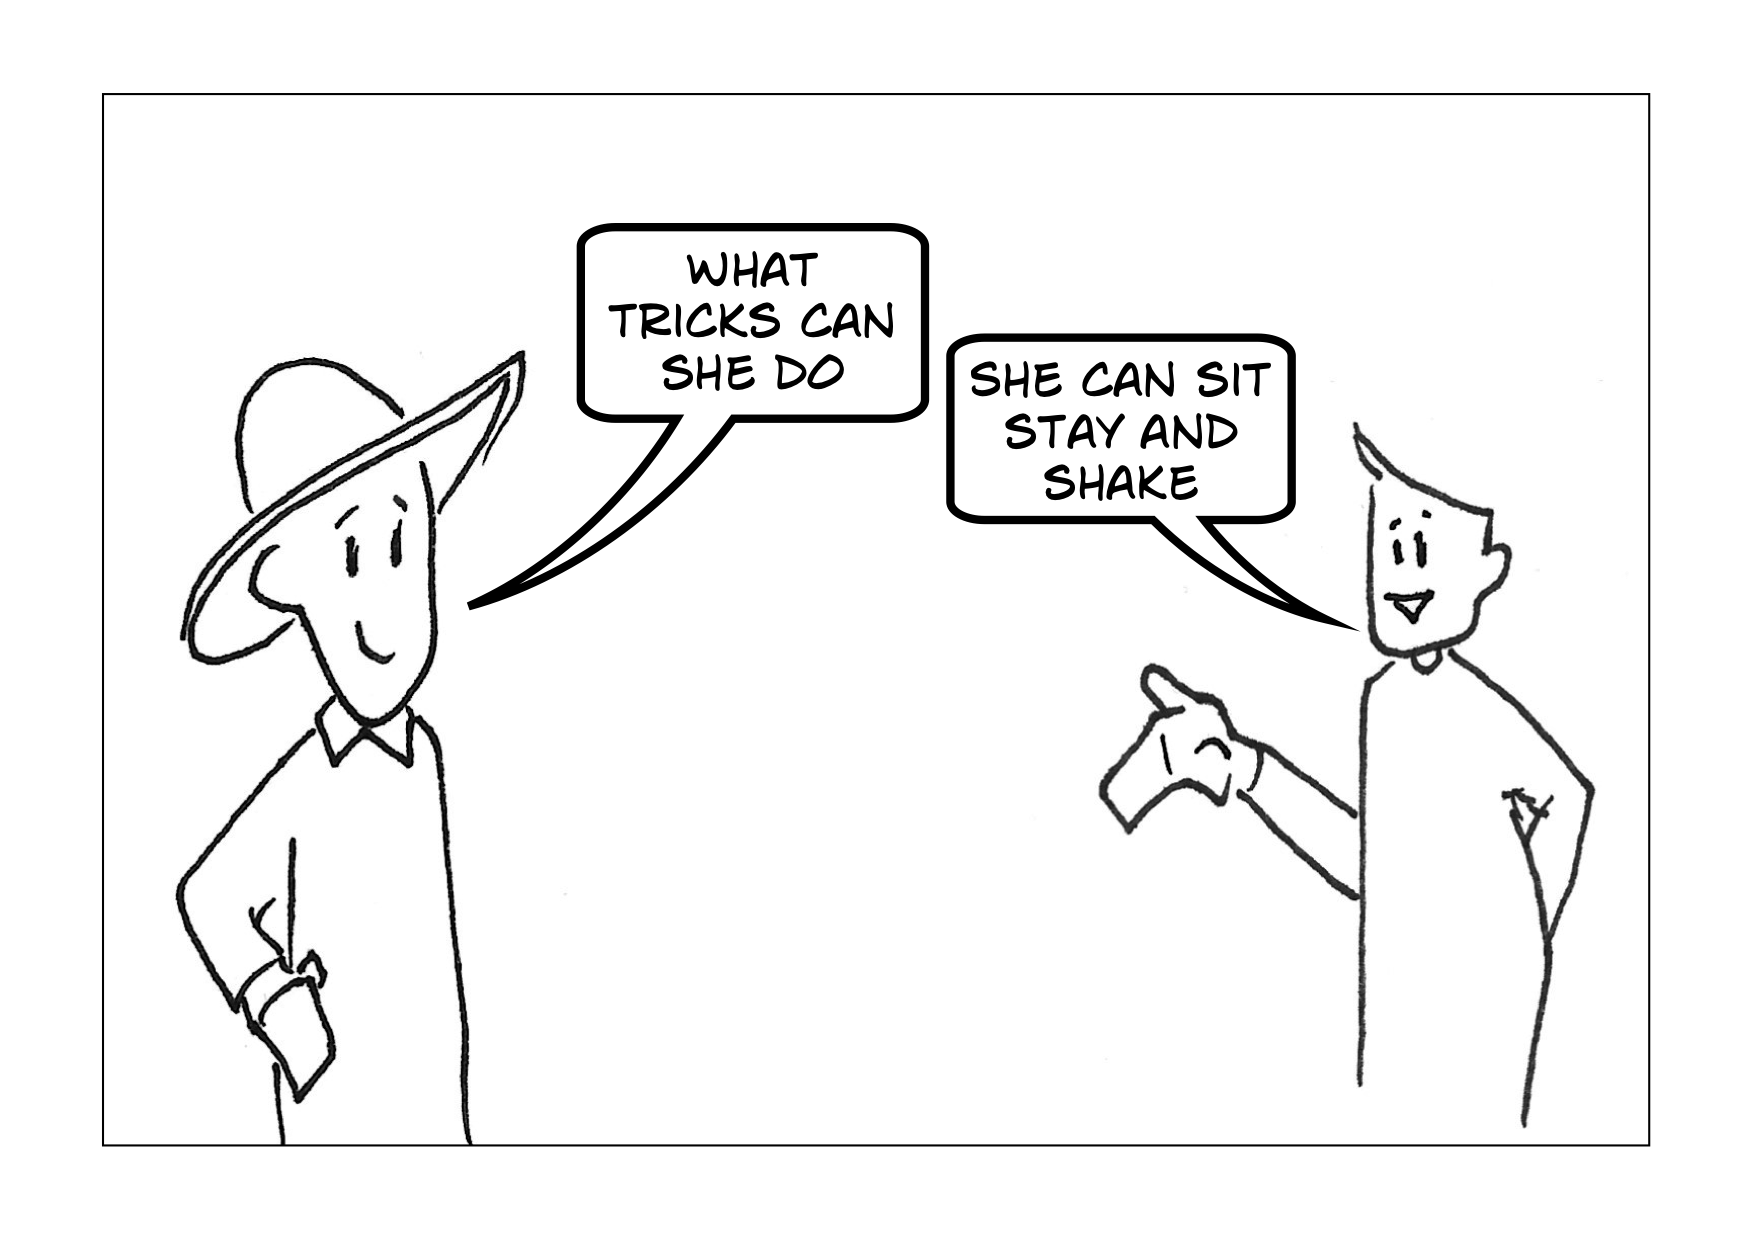 WHAT
TRICKS CAN
SHE DO
SHE CAN SIT
STAY AND
SHAKE